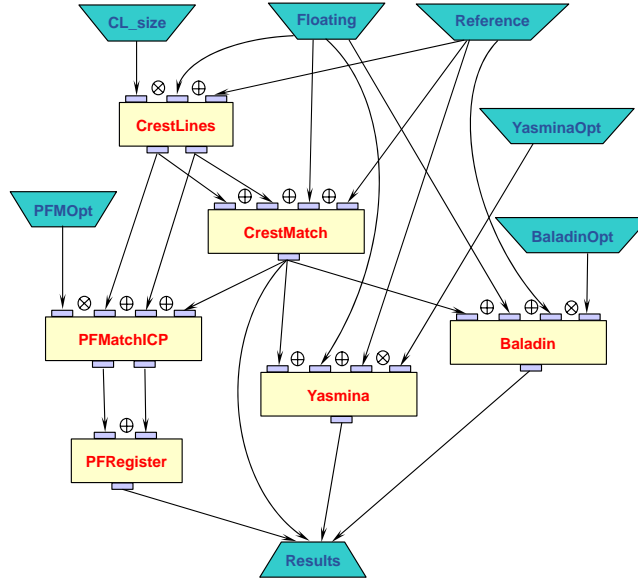 CL_size
Floating
Reference
⊗ ⊕
CrestLines
YasminaOpt
PFMOpt
⊕ ⊕ ⊕
CrestMatch
BaladinOpt
⊗ ⊕ ⊕
⊕ ⊕ ⊗
PFMatchICP
Baladin
⊕ ⊕ ⊗
Yasmina
⊕
PFRegister
Results